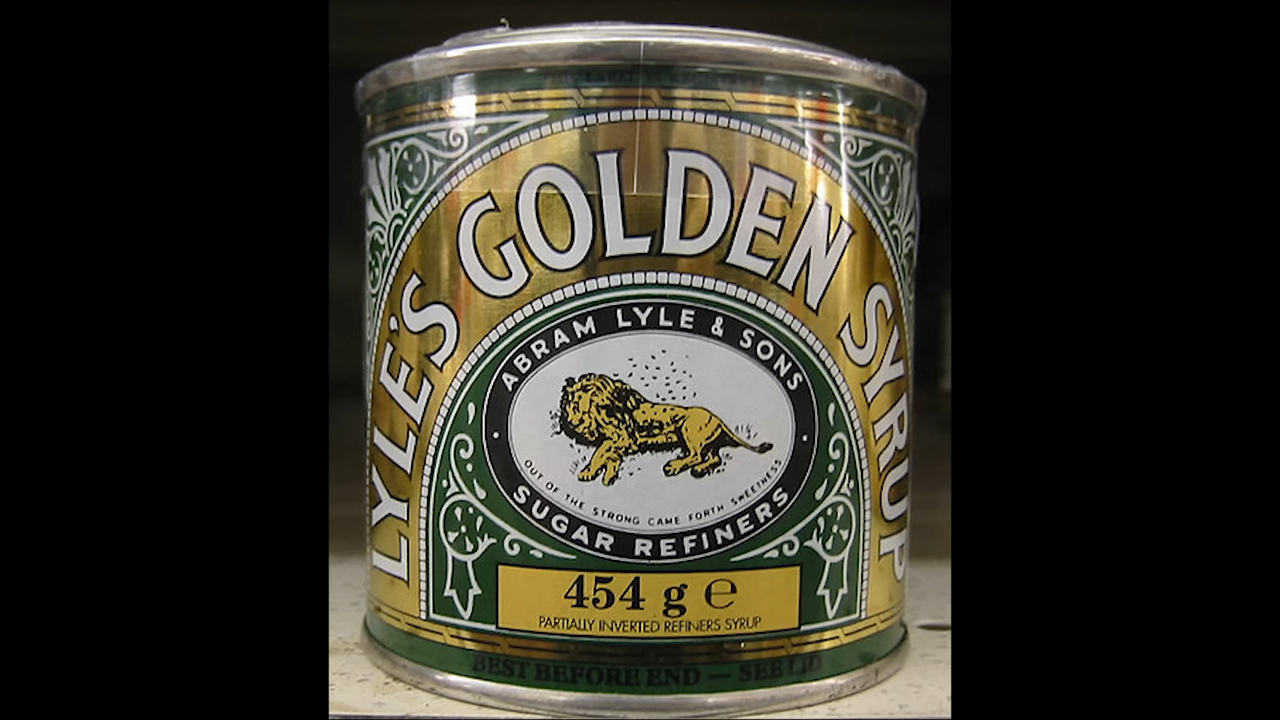 LYLE'S GOLDEN SYRUP
ABRAM LYLE & SONS
OUT OF THE STRONG CAME FORTH SWEETNESS
SUGAR REFINERS
454 g ℮
PARTIALLY INVERTED REFINERS SYRUP
BEST BEFORE END — SEE LID